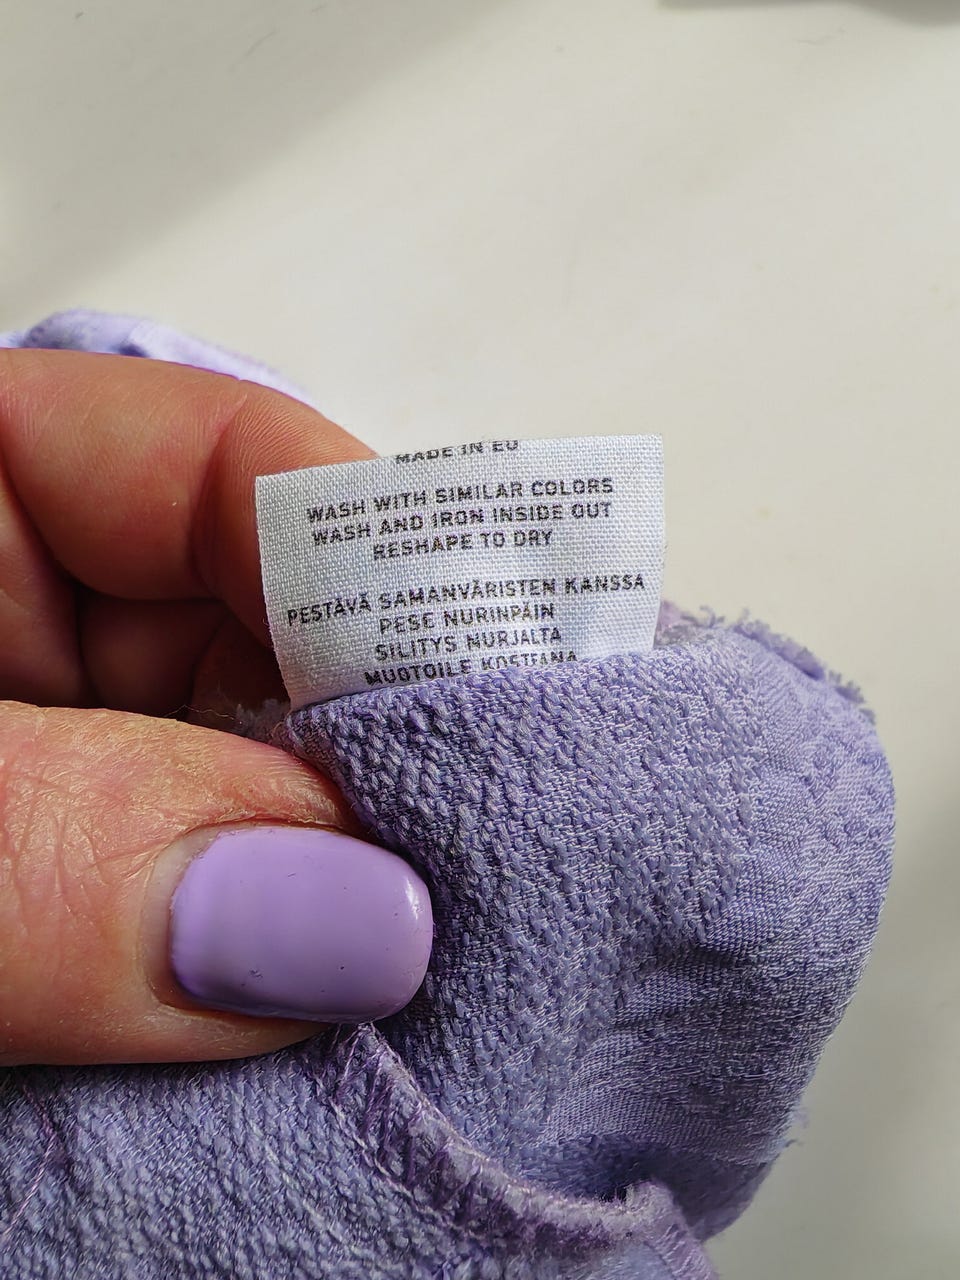 MADE IN EU
WASH WITH SIMILAR COLORS
WASH AND IRON INSIDE OUT
RESHAPE TO DRY
PESTÄVÄ SAMANVÄRISTEN KANSSA
PESE NURINPÄIN
SILITYS NURJALTA
MUOTOILE KOSTEANA